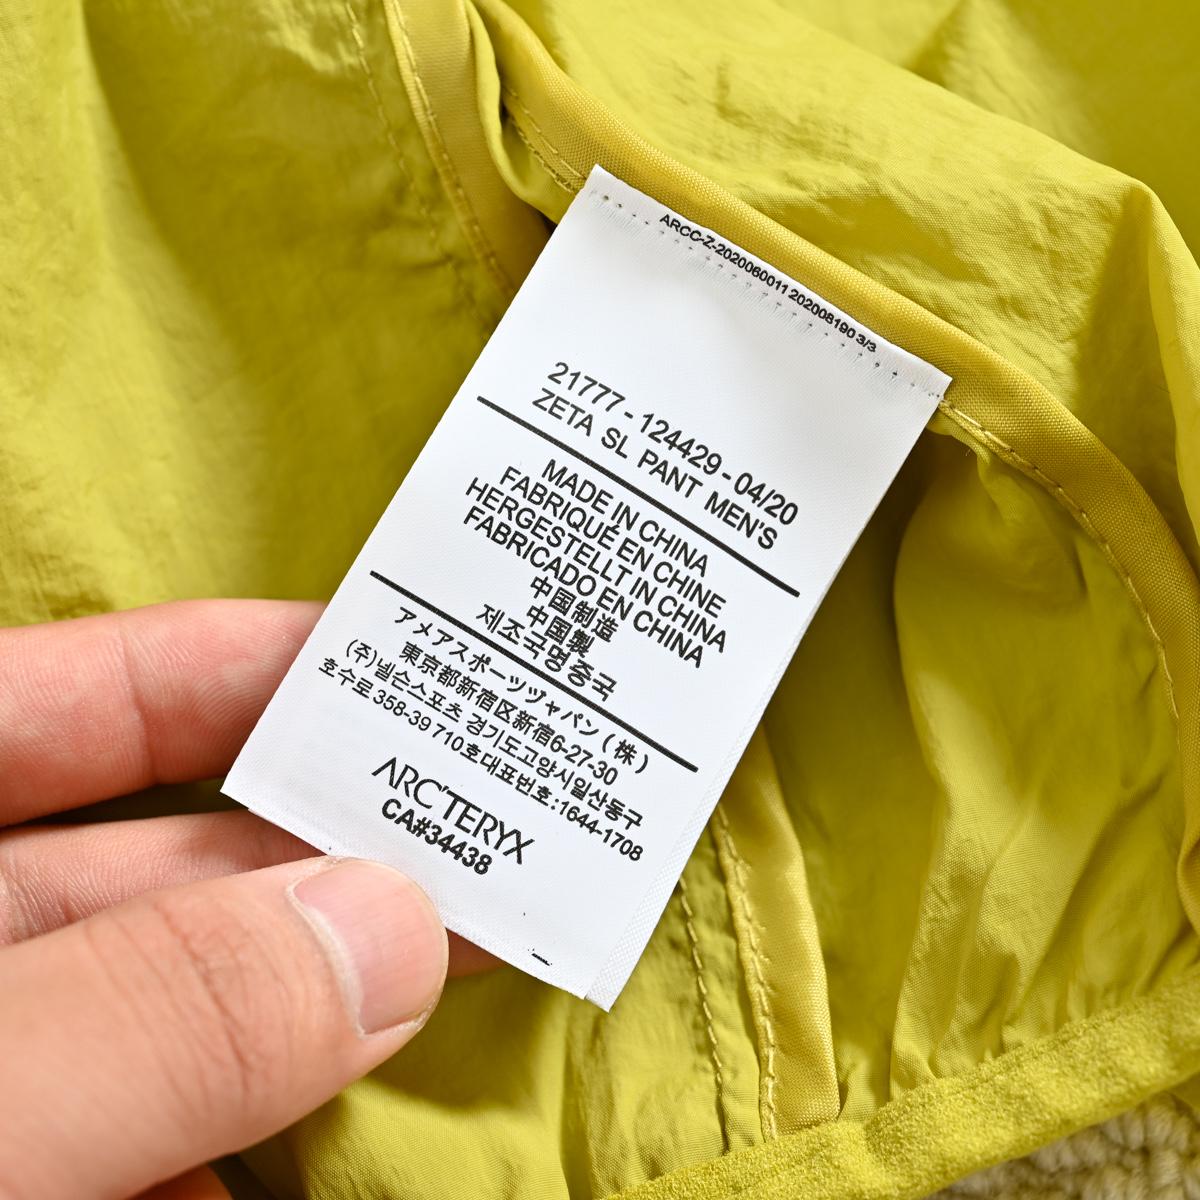 ARCC-Z-2020060011 202008190 3/3
21777 - 124429 - 04/20
ZETA SL PANT MEN'S
MADE IN CHINA
FABRIQUÉ EN CHINE
HERGESTELLT IN CHINA
FABRICADO EN CHINA
中国制造
中国製
제조국명중국
アメアスポーツヅャパン (株)
東京都新宿区新宿6-27-30
(주)넬슨스포츠 경기도고양시일산동구
호수로 358-39 710호대표번호:1644-1708
ARC'TERYX
CA#34438